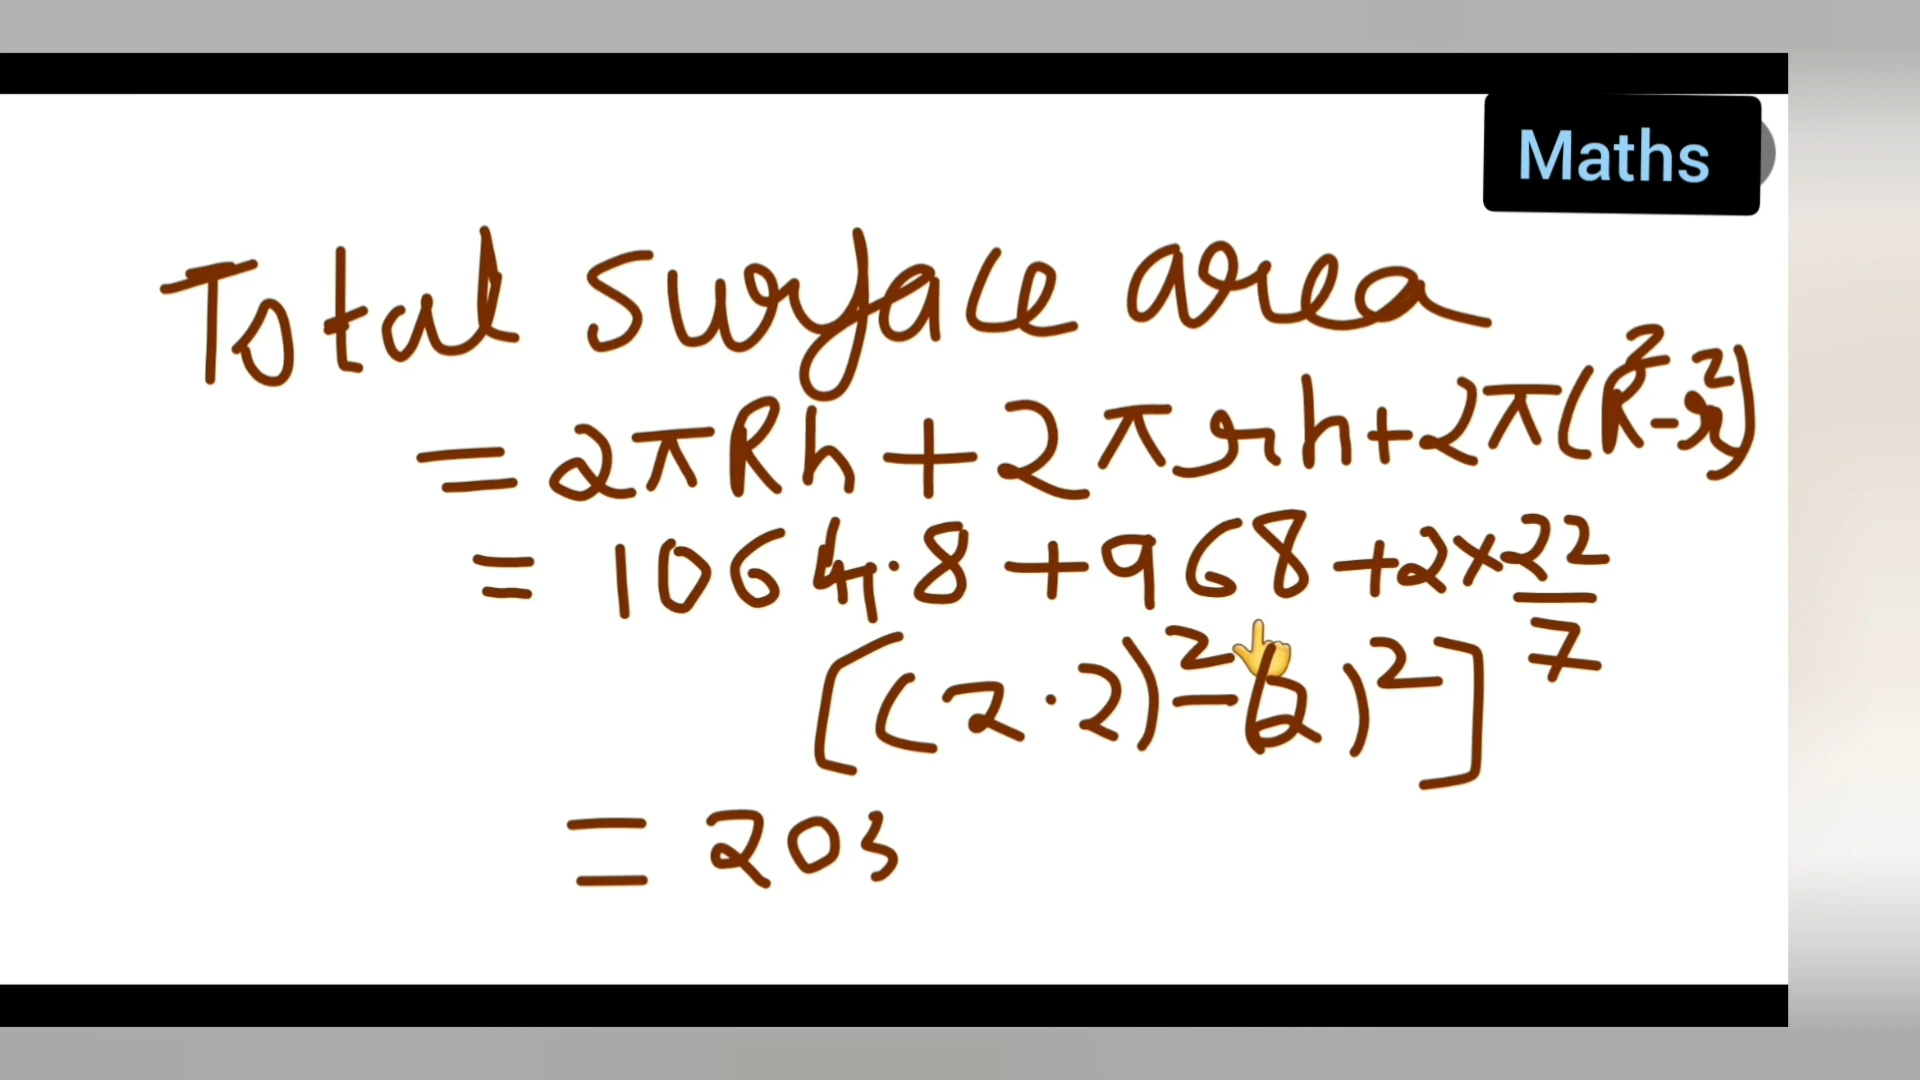 Maths
Total surface area
= 2πRh + 2πrh + 2π(R²-r²)
= 1064.8 + 968 + 2×22/7
[(2.2)²-(2)²]
= 203